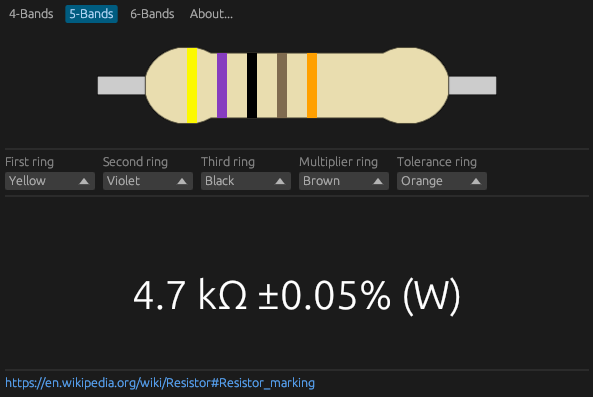 4-Bands 5-Bands 6-Bands About...
First ring Second ring Third ring Multiplier ring Tolerance ring
Yellow Violet Black Brown Orange
4.7 kΩ ±0.05% (W)
https://en.wikipedia.org/wiki/Resistor#Resistor_marking